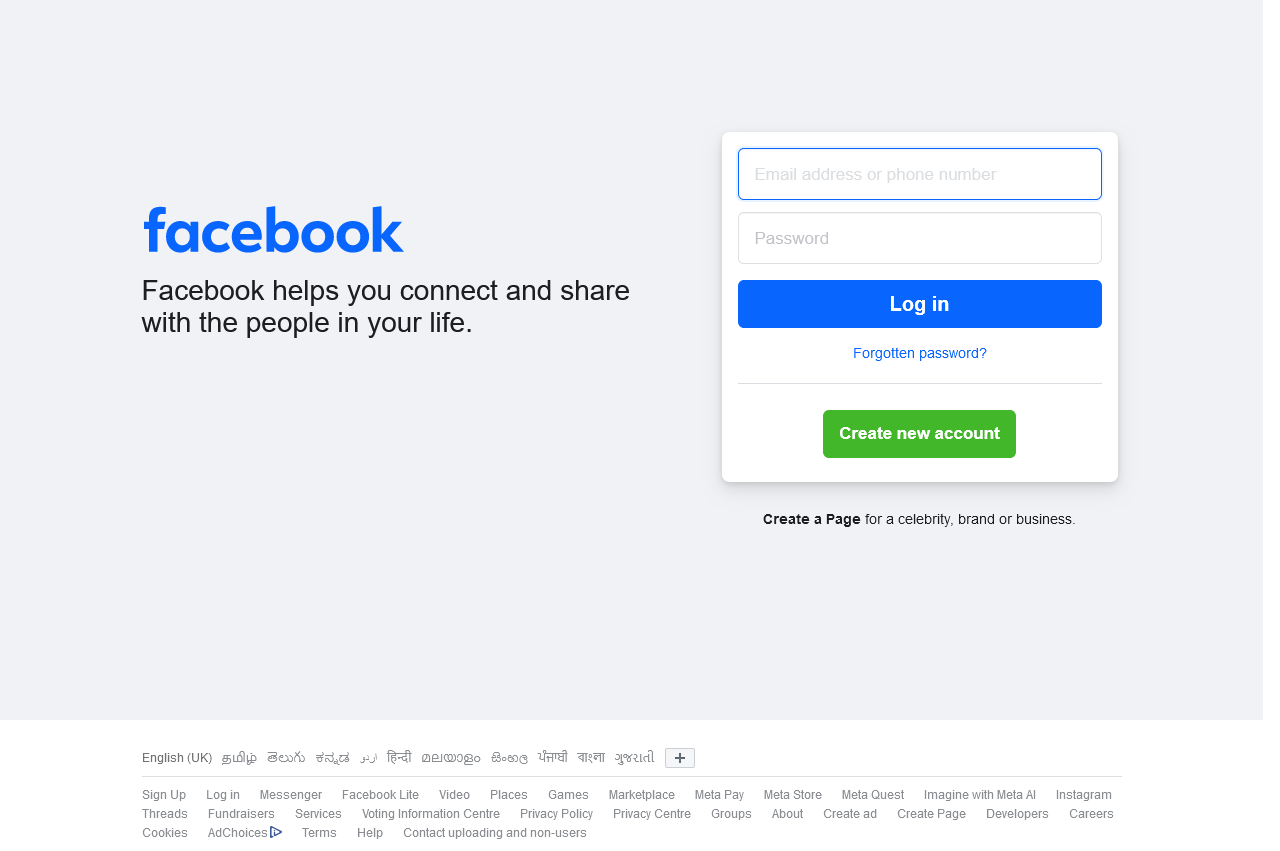 facebook
Facebook helps you connect and share
with the people in your life.
Email address or phone number
Password
Log in
Forgotten password?
Create new account
Create a Page for a celebrity, brand or business.
English (UK) தமிழ் తెలుగు ಕನ್ನಡ اردو हिन्दी മലയാളം සිංහල ਪੰਜਾਬੀ বাংলা ગુજરાતી
Sign Up Log in Messenger Facebook Lite Video Places Games Marketplace Meta Pay Meta Store Meta Quest Imagine with Meta AI Instagram
Threads Fundraisers Services Voting Information Centre Privacy Policy Privacy Centre Groups About Create ad Create Page Developers Careers
Cookies AdChoices Terms Help Contact uploading and non-users